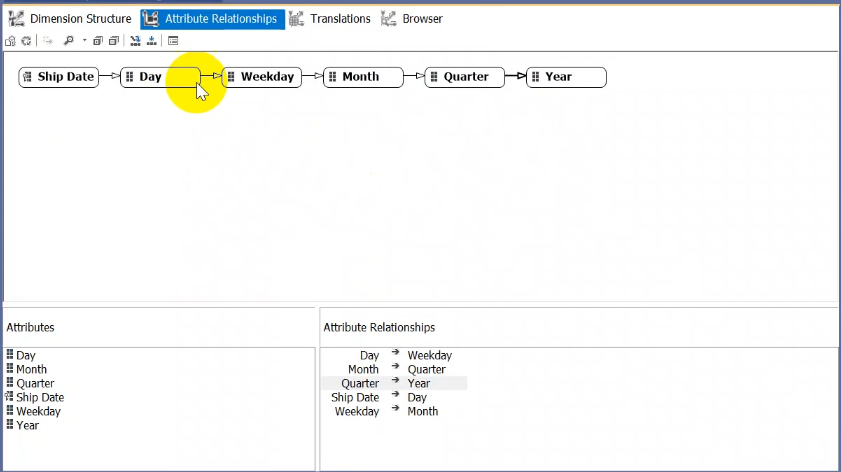 Dimension Structure Attribute Relationships Translations Browser
Ship Date Day Weekday Month Quarter Year
Attributes
Day
Month
Quarter
Ship Date
Weekday
Year
Attribute Relationships
Day Weekday
Month Quarter
Quarter Year
Ship Date Day
Weekday Month